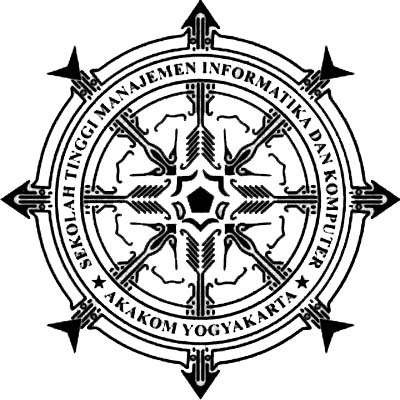 SEKOLAH TINGGI MANAJEMEN INFORMATIKA DAN KOMPUTER
AKAKOM YOGYAKARTA